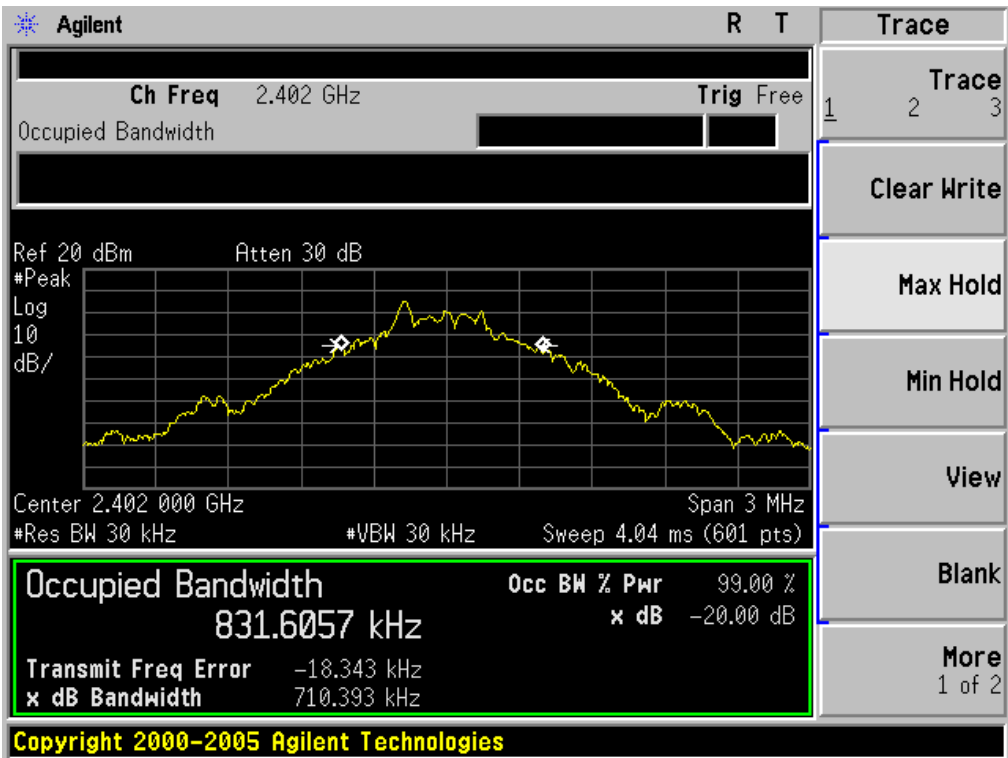 Agilent R T
Ch Freq 2.402 GHz Trig Free
Occupied Bandwidth
Ref 20 dBm Atten 30 dB
#Peak
Log
10
dB/
Center 2.402 000 GHz Span 3 MHz
#Res BW 30 kHz #VBW 30 kHz Sweep 4.04 ms (601 pts)
Occupied Bandwidth
831.6057 kHz
Occ BW % Pwr 99.00 %
x dB -20.00 dB
Transmit Freq Error -18.343 kHz
x dB Bandwidth 710.393 kHz
Copyright 2000-2005 Agilent Technologies
Trace
Trace
1 2 3
Clear Write
Max Hold
Min Hold
View
Blank
More
1 of 2